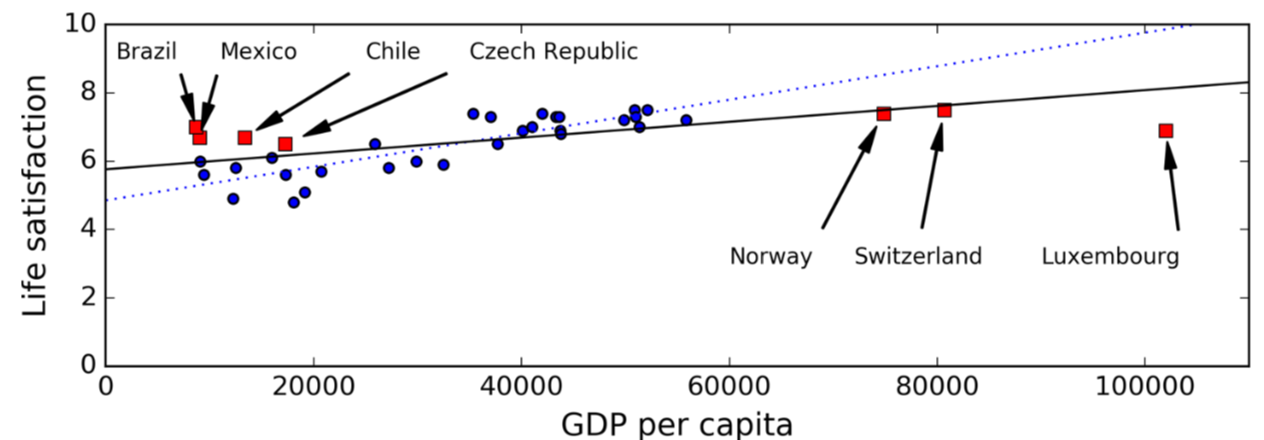 10
Brazil Mexico Chile Czech Republic
8
6
4
Norway Switzerland Luxembourg
2
0
0 20000 40000 60000 80000 100000
GDP per capita
Life satisfaction